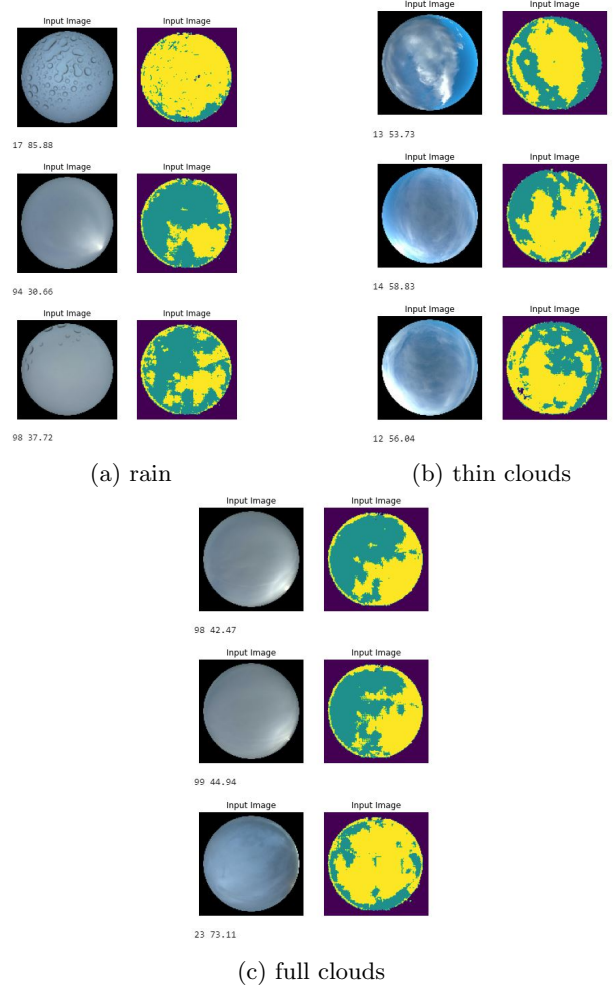 Input Image Input Image
17 85.88
Input Image Input Image
94 30.66
Input Image Input Image
98 37.72
(a) rain
Input Image Input Image
13 53.73
Input Image Input Image
14 58.83
Input Image Input Image
12 56.04
(b) thin clouds
Input Image Input Image
98 42.47
Input Image Input Image
99 44.94
Input Image Input Image
23 73.11
(c) full clouds